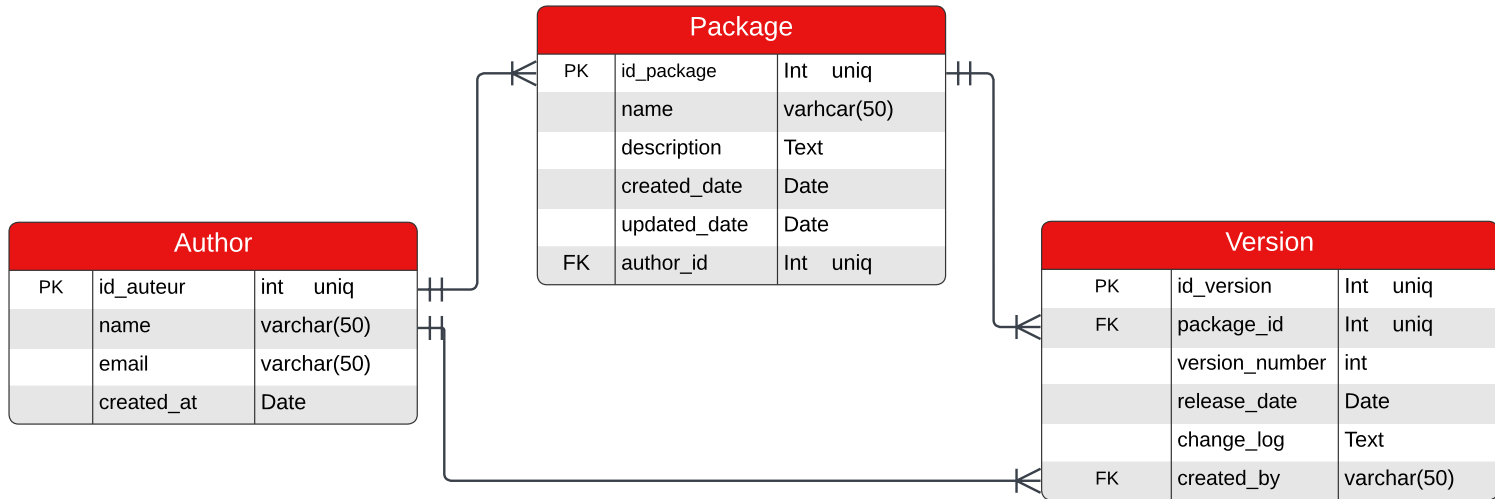 Package
PK id_package Int uniq
name varhcar(50)
description Text
created_date Date
updated_date Date
FK author_id Int uniq
Author
PK id_auteur int uniq
name varchar(50)
email varchar(50)
created_at Date
Version
PK id_version Int uniq
FK package_id Int uniq
version_number int
release_date Date
change_log Text
FK created_by varchar(50)